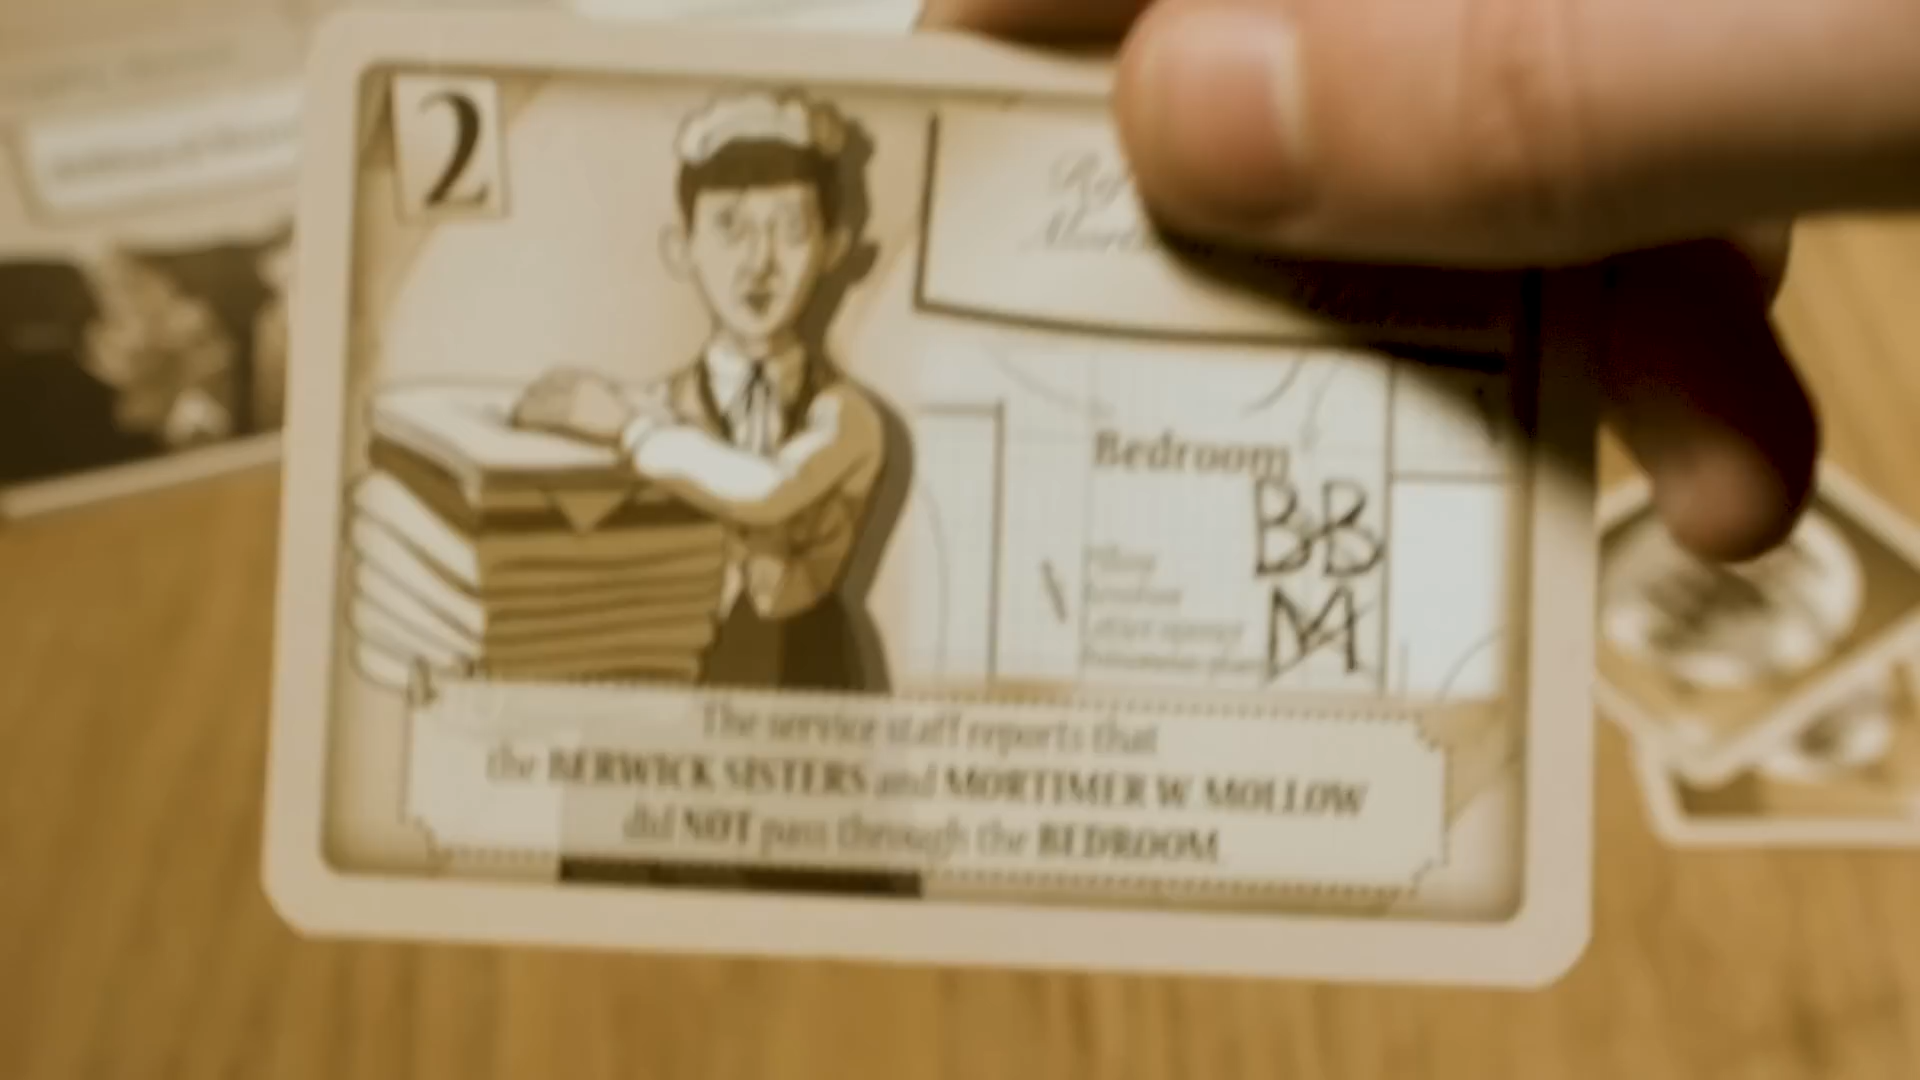 2
Bedroom
BB
M
The service staff reports that
the BERWICK SISTERS and MORTIMER W. MOLLOW
did NOT pass through the BEDROOM.